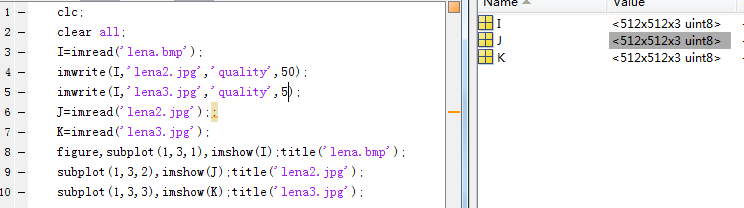 Name Value
1 – clc;
2 – clear all;
3 – I=imread('lena.bmp');
4 – imwrite(I,'lena2.jpg','quality',50);
5 – imwrite(I,'lena3.jpg','quality',5);
6 – J=imread('lena2.jpg');;
7 – K=imread('lena3.jpg');
8 – figure,subplot(1,3,1),imshow(I);title('lena.bmp');
9 – subplot(1,3,2),imshow(J);title('lena2.jpg');
10 – subplot(1,3,3),imshow(K);title('lena3.jpg');
I <512x512x3 uint8>
J <512x512x3 uint8>
K <512x512x3 uint8>